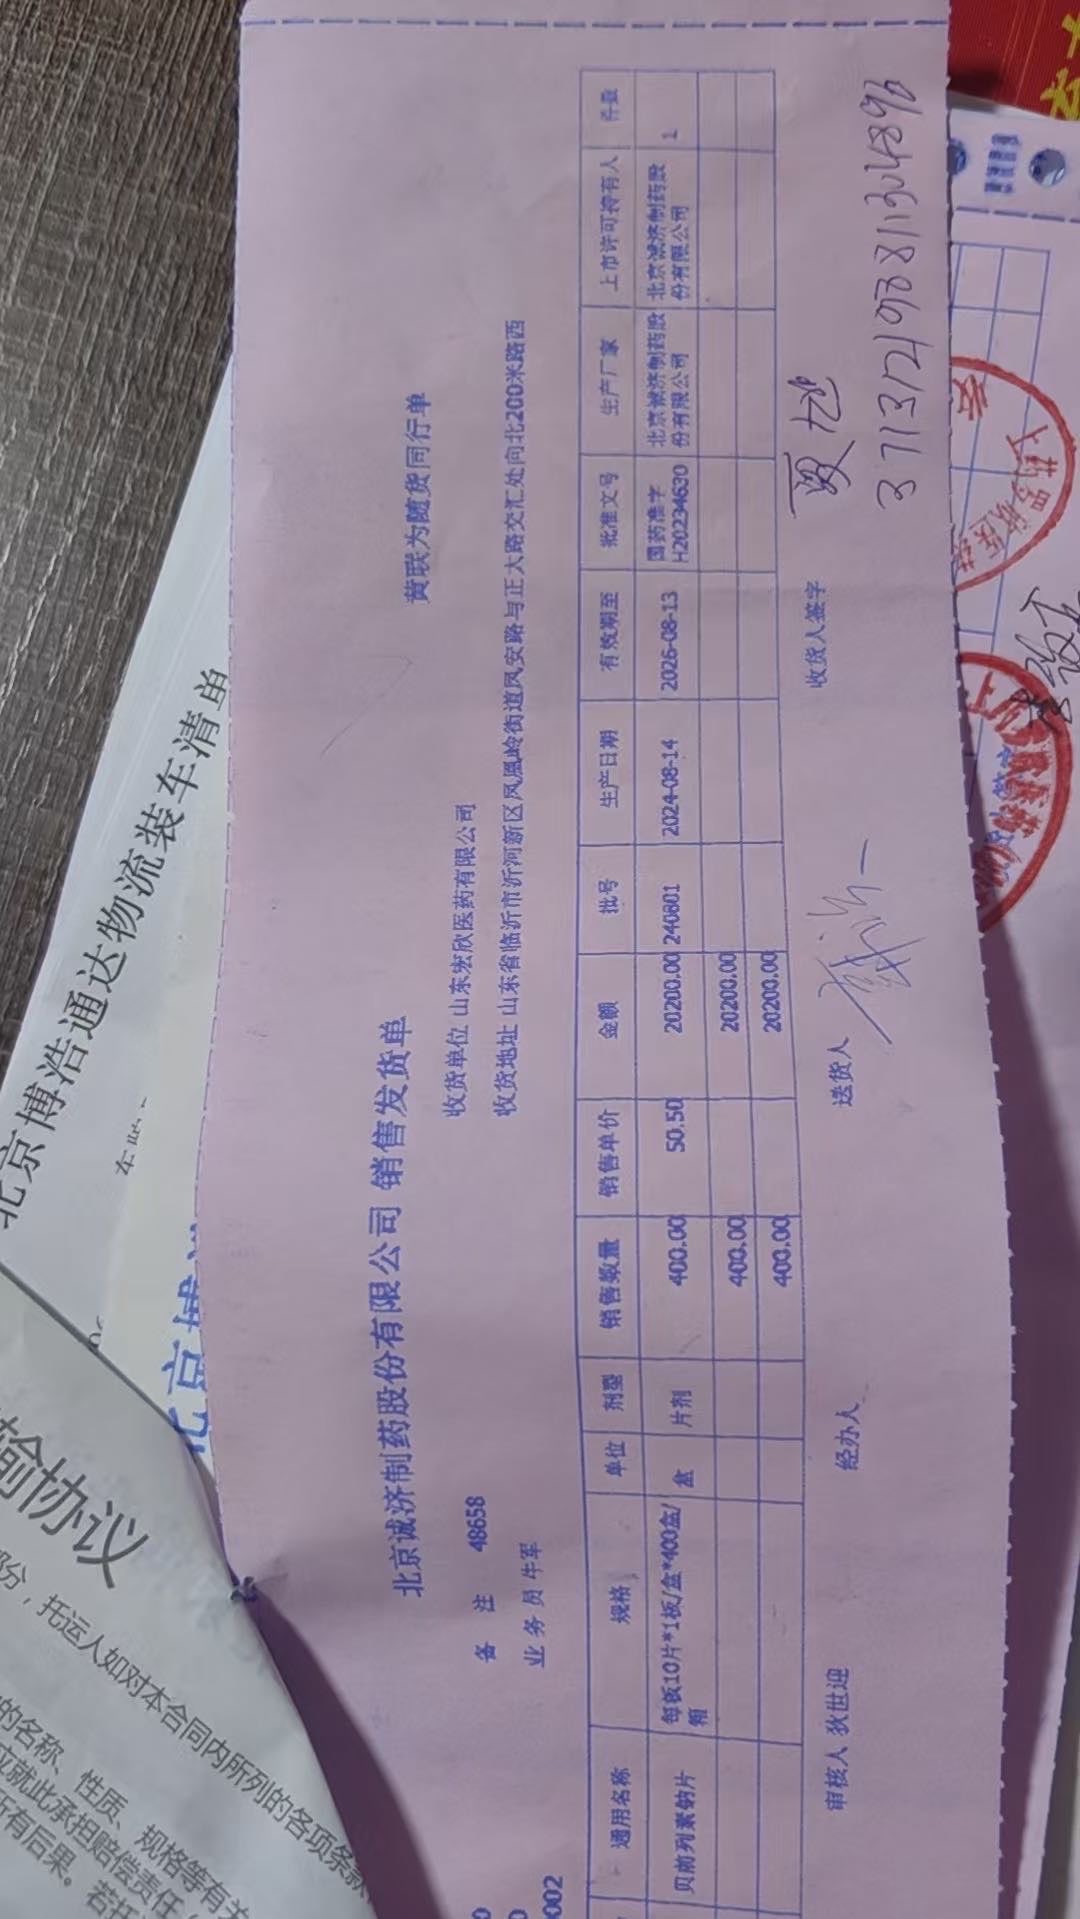 北京诚济制药股份有限公司 销售发货单
黄联为随货同行单
备 注 48658
收货单位 山东宏欣医药有限公司
业务员 牛军
收货地址 山东省临沂市沂河新区凤凰岭街道凤安路与正大路交汇处向北200米路西
002
通用名称 规格 单位 剂型 销售数量 销售单价 金额 批号 生产日期 有效期至 批准文号 生产厂家 上市许可持有人 件数
贝前列素钠片 每板10片*1板/盒*400盒/箱 盒 片剂 400.00 50.50 20200.00 240801 2024-08-14 2026-08-13 国药准字H20234630 北京诚济制药股份有限公司 北京诚济制药股份有限公司 1
400.00 20200.00
400.00 20200.00
审核人 狄世迎 经办人 送货人 收货人签字
北京博浩通达物流装车清单
北京博
输协议
部分，托运人如对本合同内所列的各项条款
的名称、性质、规格等有关
应就此承担赔偿责任
所有后果。若托